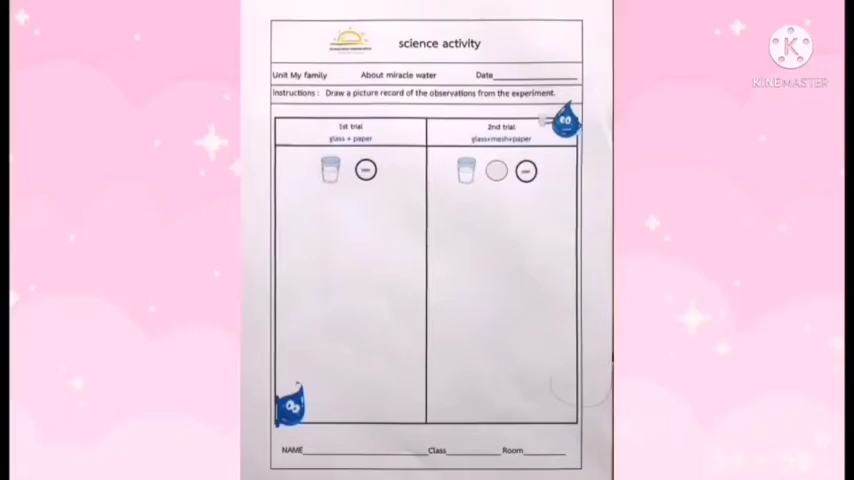 science activity
Unit My family About miracle water Date
Instructions : Draw a picture record of the observations from the experiment.
1st trial
glass + paper
2nd trial
glass+mesh+paper
NAME Class Room
KINEMASTER